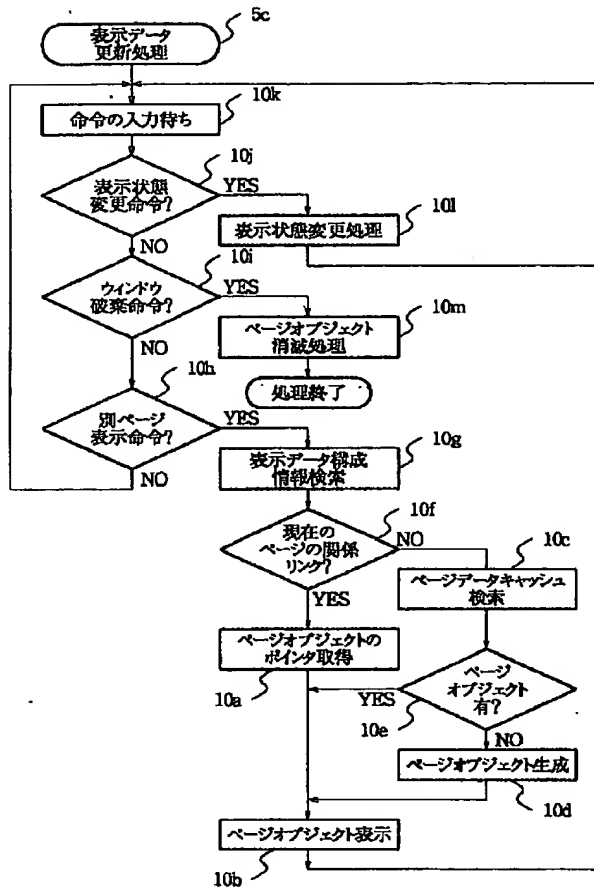 表示データ
更新処理
5c
命令の入力待ち
10k
表示状態
変更命令?
10j
YES
NO
表示状態変更処理
10l
ウィンドウ
破棄命令?
10i
YES
NO
ページオブジェクト
消滅処理
10m
処理終了
別ページ
表示命令?
10h
YES
NO
表示データ構成
情報検索
10g
現在の
ページの関係
リンク?
10f
NO
YES
ページデータキャッシュ
検索
10c
ページオブジェクトの
ポインタ取得
10a
ページ
オブジェクト
有?
YES
10e
NO
ページオブジェクト生成
10d
ページオブジェクト表示
10b